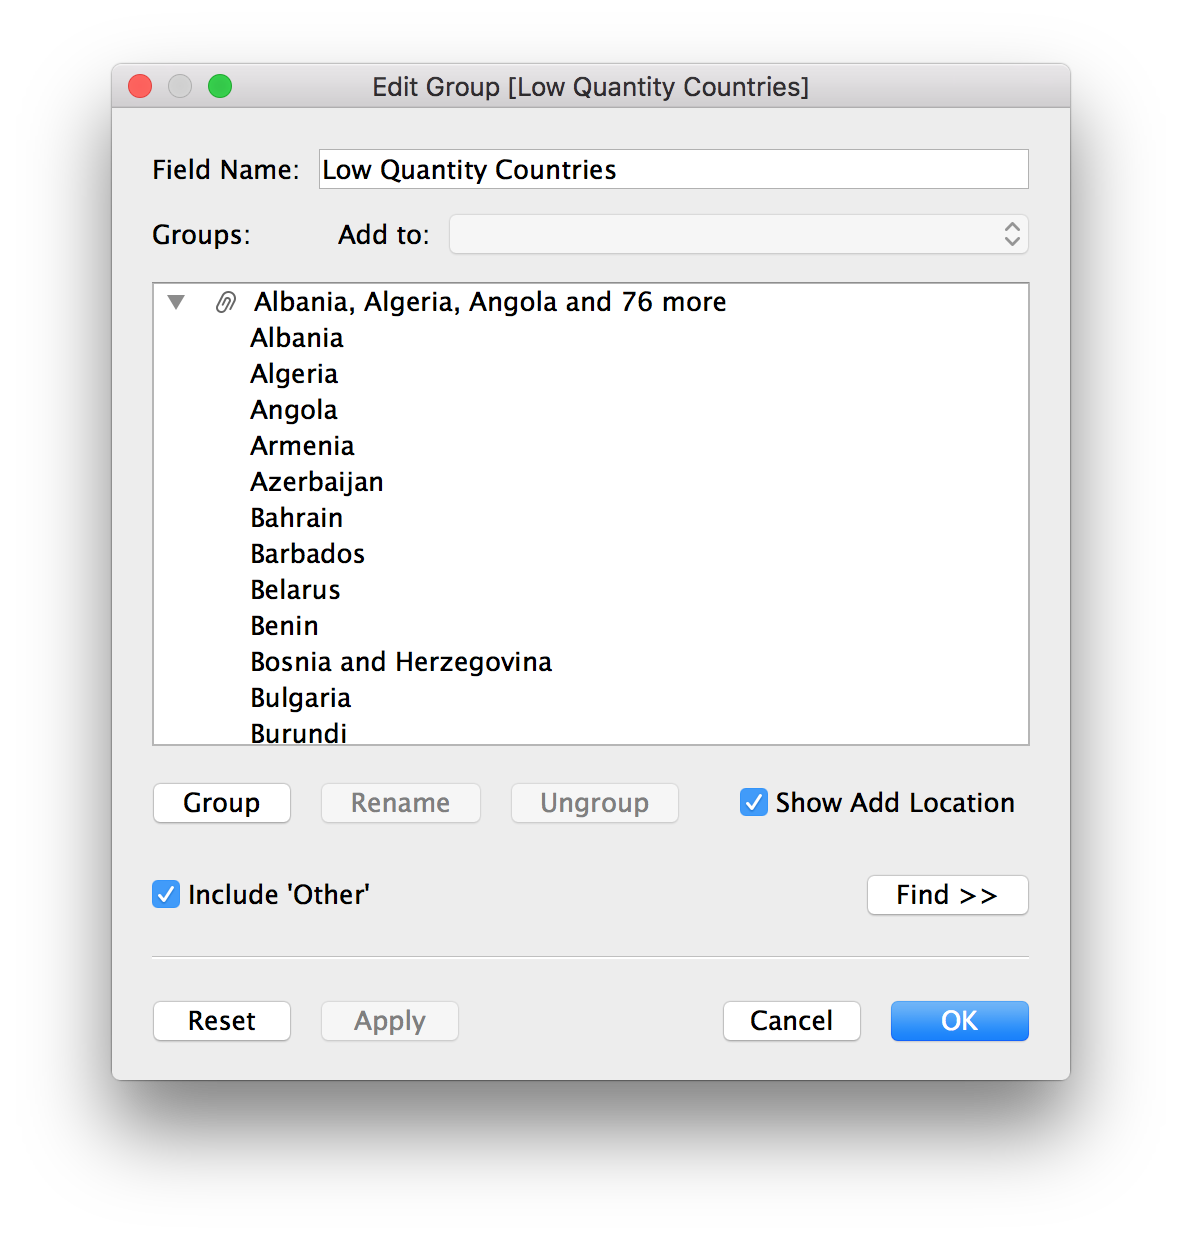 Edit Group [Low Quantity Countries]
Field Name: Low Quantity Countries
Groups: Add to:
Albania, Algeria, Angola and 76 more
Albania
Algeria
Angola
Armenia
Azerbaijan
Bahrain
Barbados
Belarus
Benin
Bosnia and Herzegovina
Bulgaria
Burundi
Group Rename Ungroup Show Add Location
Include 'Other' Find >>
Reset Apply Cancel OK